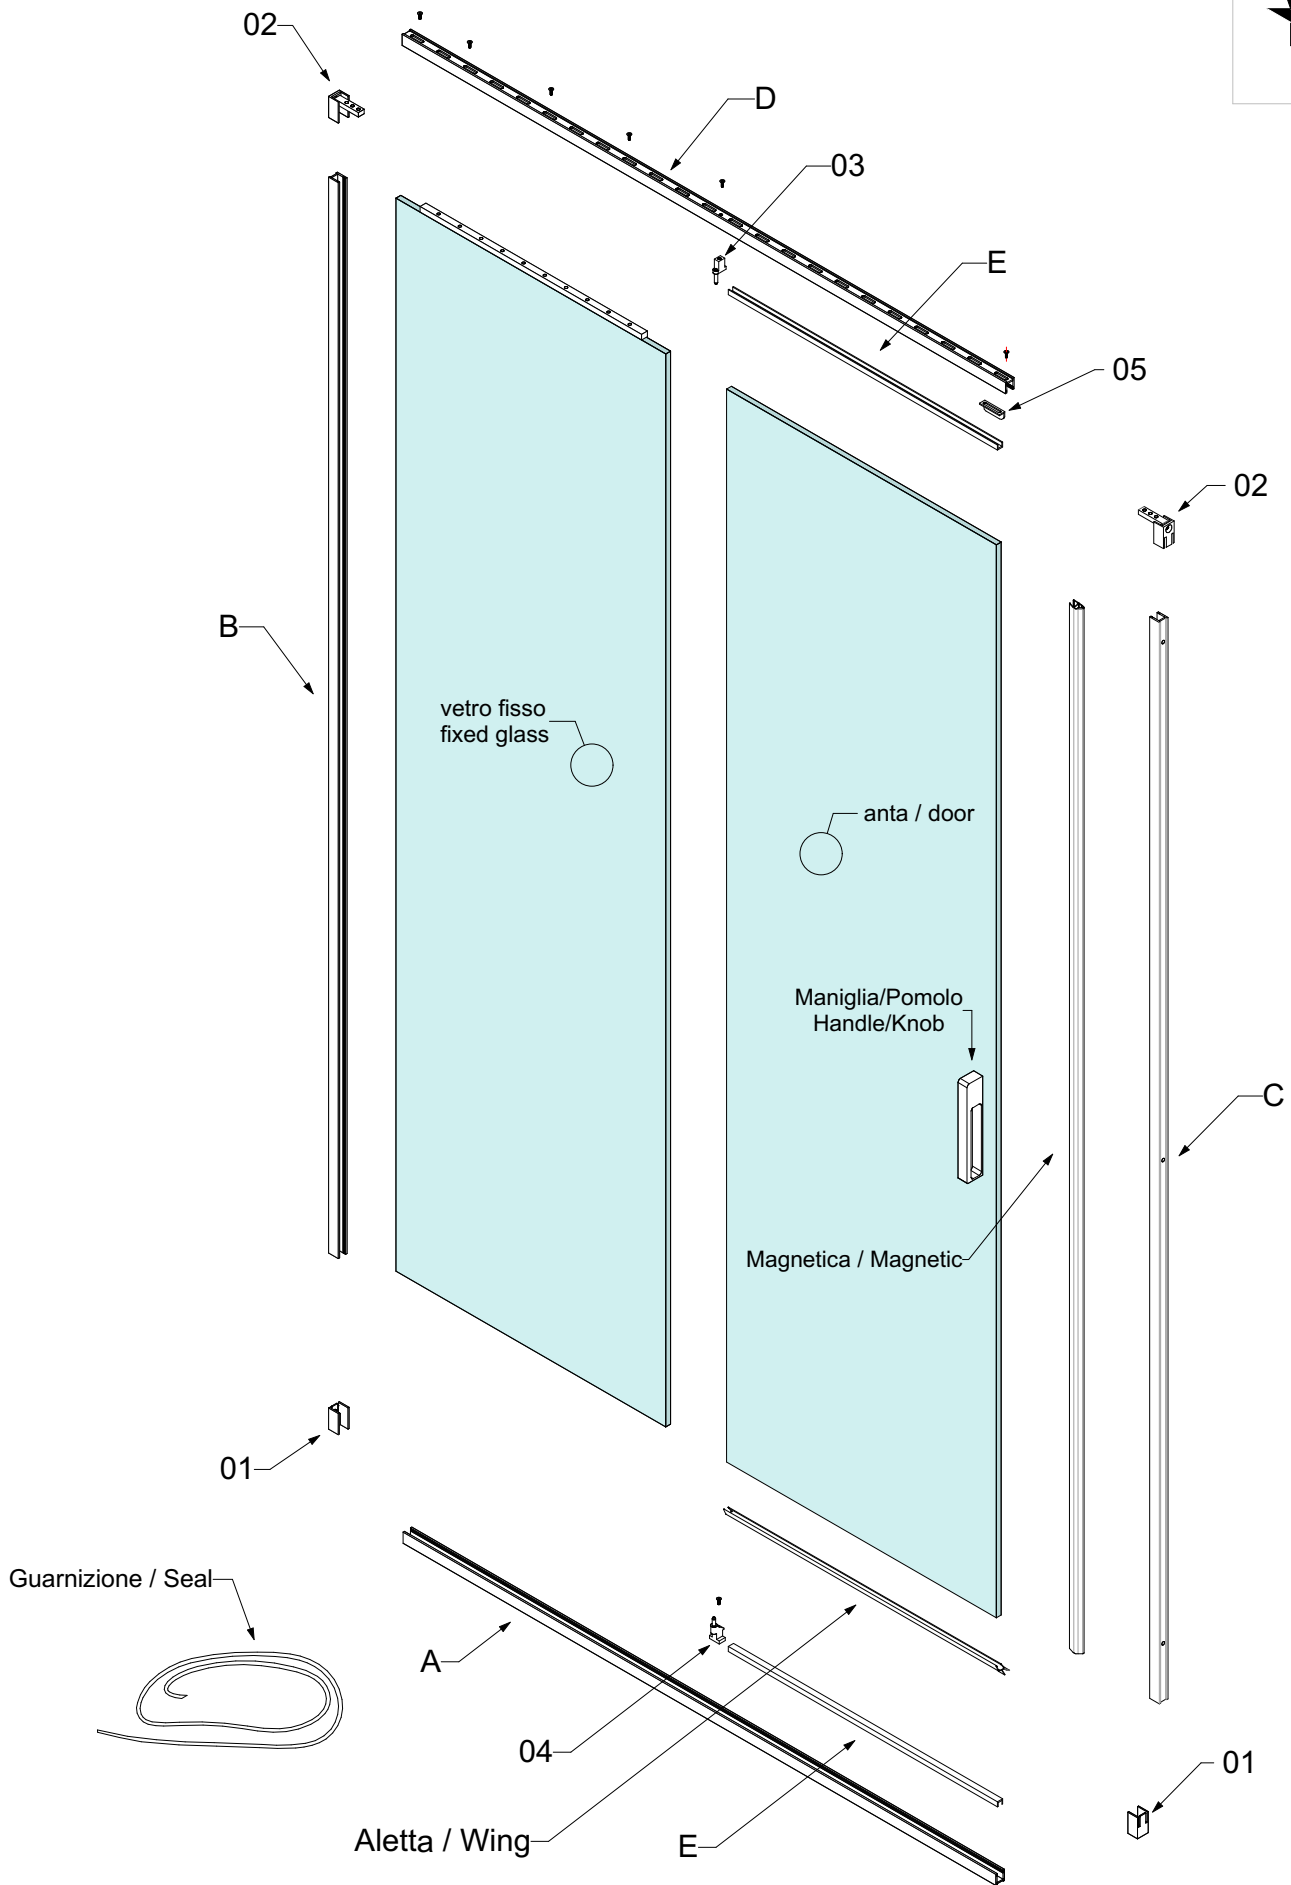 02
D
03
E
05
02
B
vetro fisso
fixed glass
anta / door
Maniglia/Pomolo
Handle/Knob
C
Magnetica / Magnetic
01
Guarnizione / Seal
A
04
01
Aletta / Wing
E